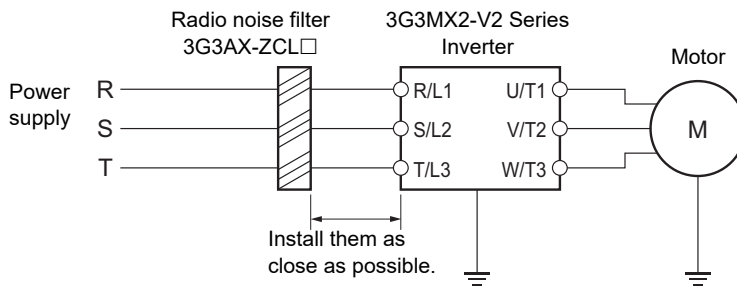 Radio noise filter
3G3AX-ZCL□
3G3MX2-V2 Series
Inverter
Motor
Power
supply
R
S
T
R/L1
S/L2
T/L3
U/T1
V/T2
W/T3
M
Install them as
close as possible.